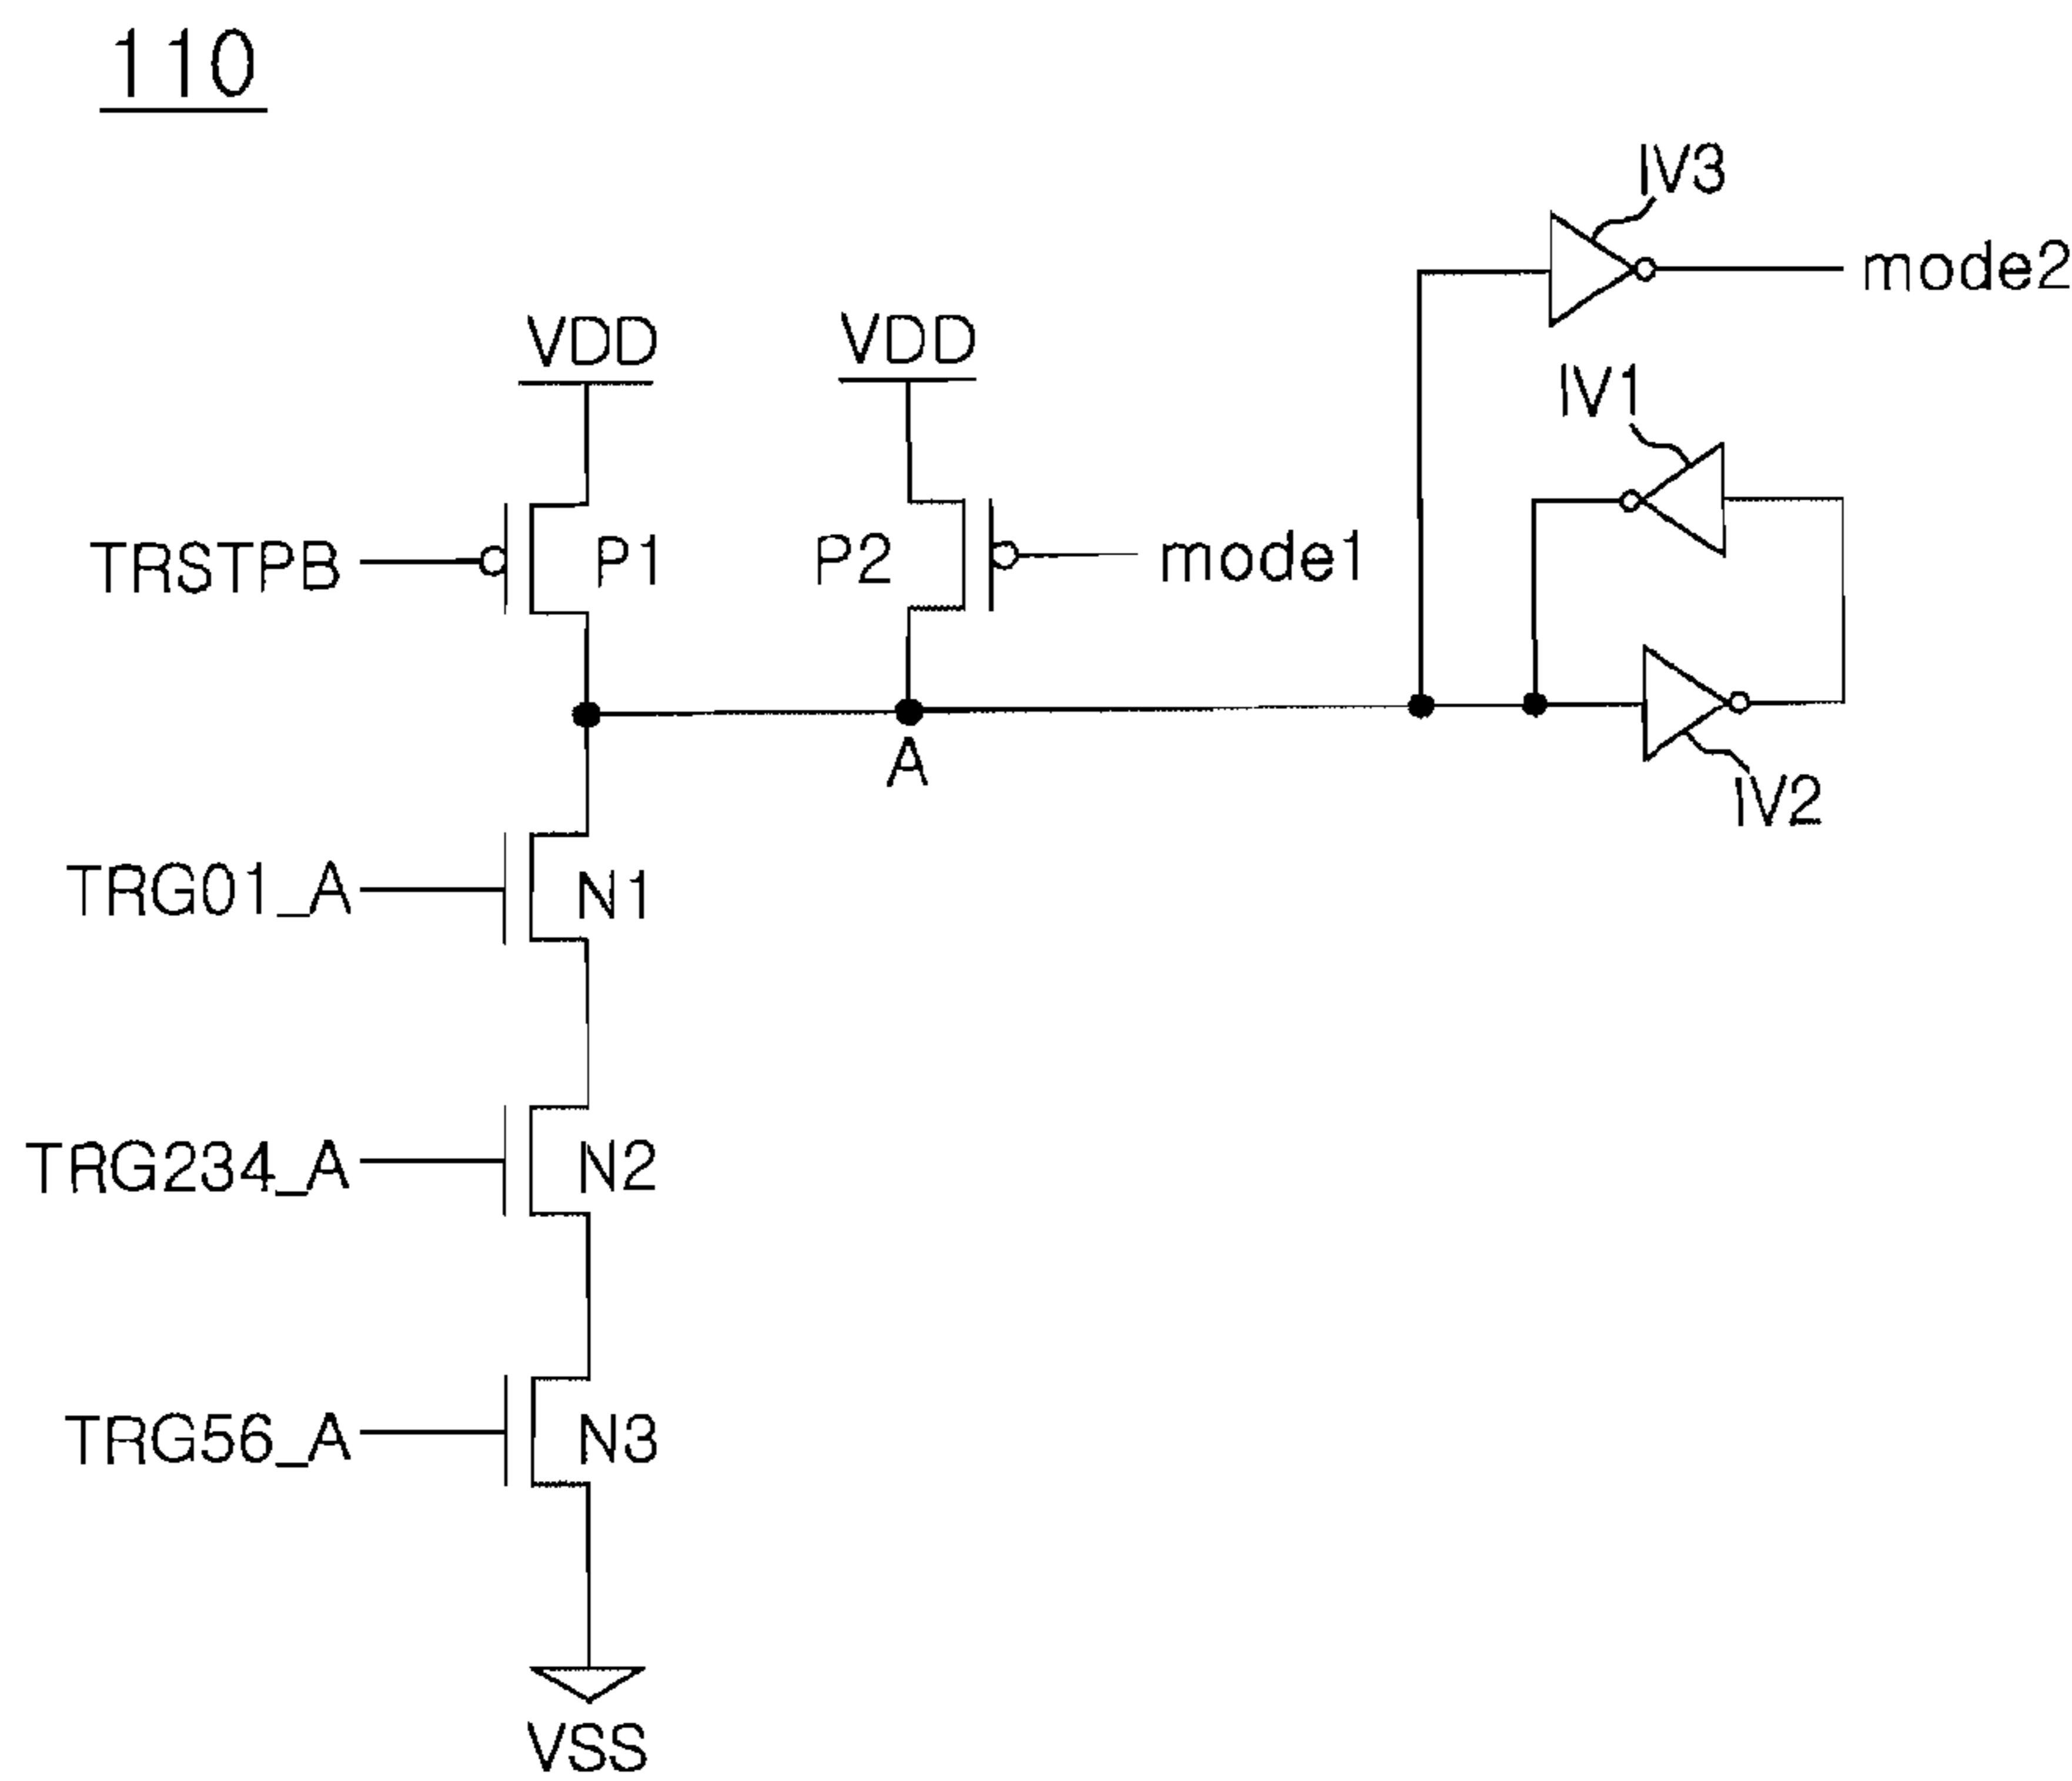 110
IV3
mode2
VDD
VDD
IV1
TRSTPB
P1
P2
mode1
A
IV2
TRG01_A
N1
TRG234_A
N2
TRG56_A
N3
VSS